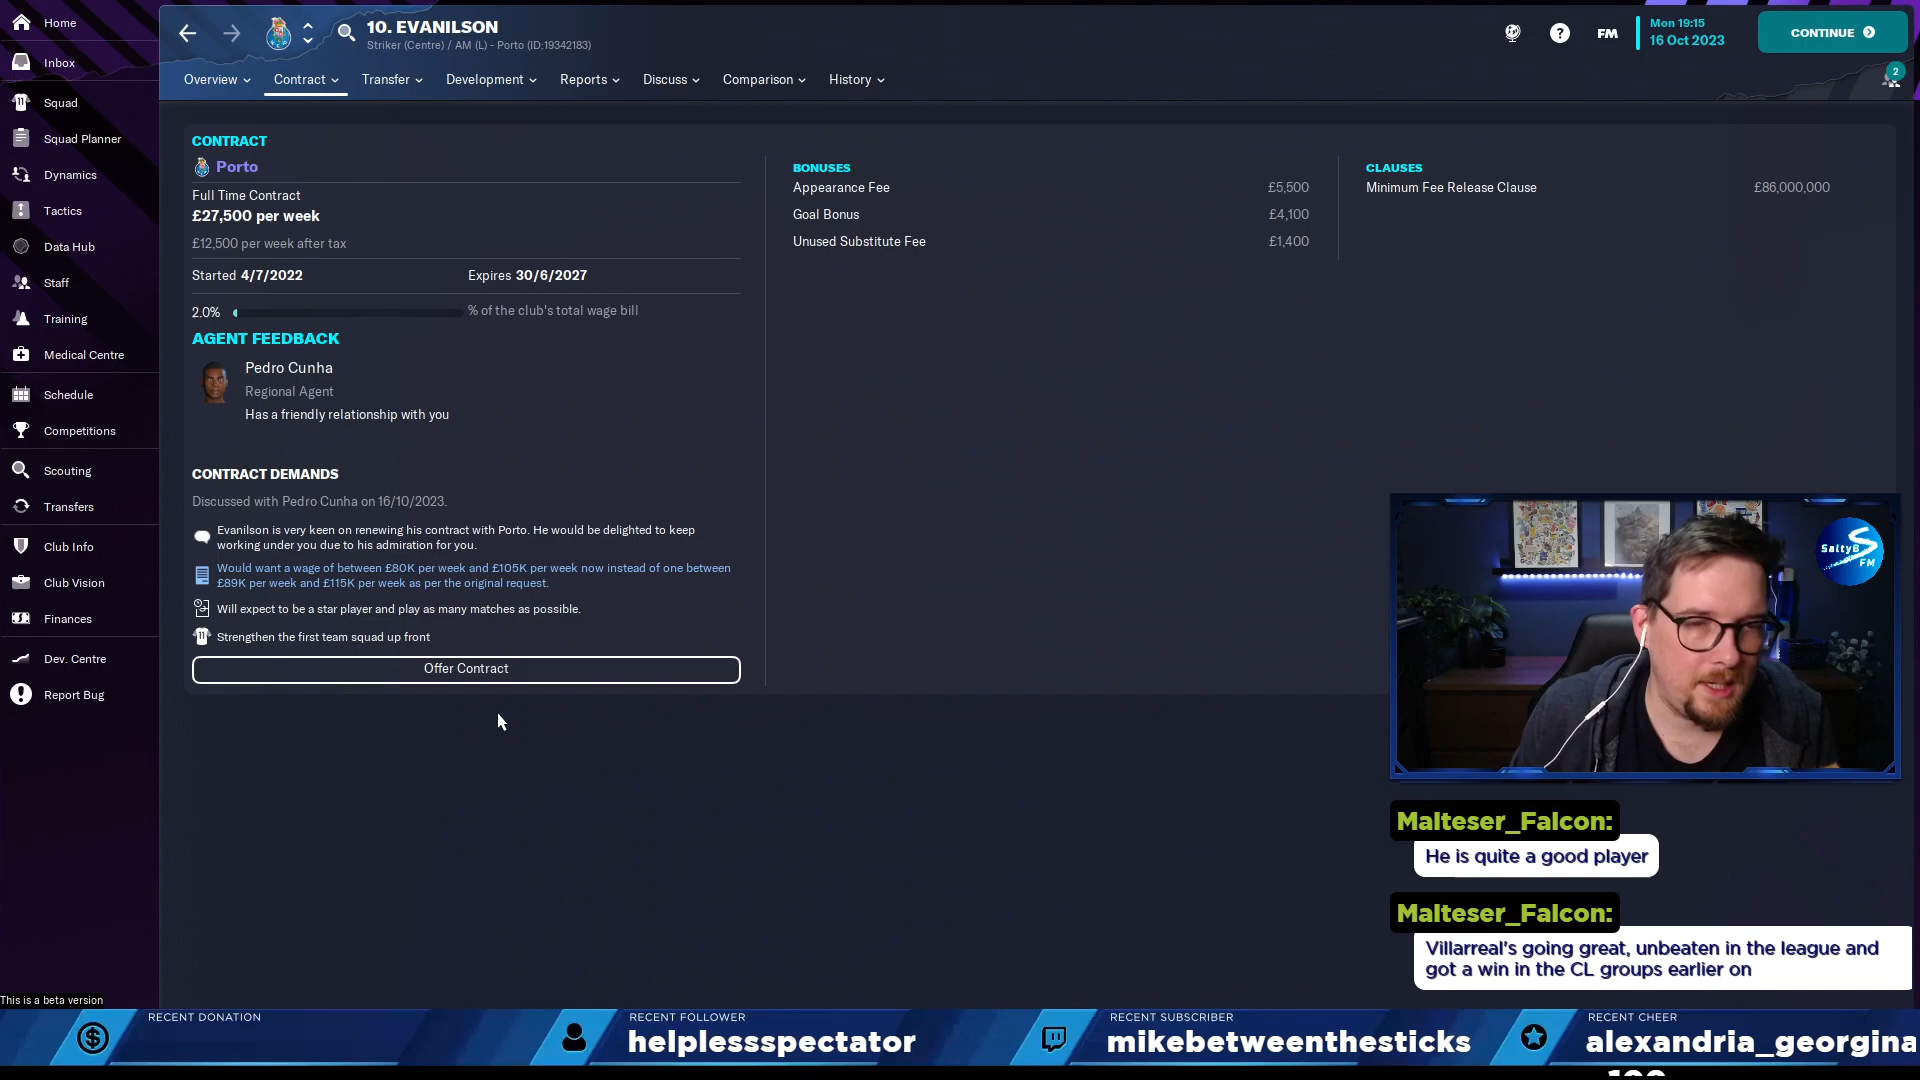 Home
Inbox
Squad
Squad Planner
Dynamics
Tactics
Data Hub
Staff
Training
Medical Centre
Schedule
Competitions
Scouting
Transfers
Club Info
Club Vision
Finances
Dev. Centre
Report Bug
This is a beta version
10. EVANILSON
Striker (Centre) / AM (L) - Porto (ID:19342183)
FM
Mon 19:15
16 Oct 2023
CONTINUE
2
Overview
Contract
Transfer
Development
Reports
Discuss
Comparison
History
CONTRACT
Porto
Full Time Contract
£27,500 per week
£12,500 per week after tax
Started 4/7/2022 Expires 30/6/2027
2.0% % of the club's total wage bill
AGENT FEEDBACK
Pedro Cunha
Regional Agent
Has a friendly relationship with you
CONTRACT DEMANDS
Discussed with Pedro Cunha on 16/10/2023.
Evanilson is very keen on renewing his contract with Porto. He would be delighted to keep
working under you due to his admiration for you.
Would want a wage of between £80K per week and £105K per week now instead of one between
£89K per week and £115K per week as per the original request.
Will expect to be a star player and play as many matches as possible.
Strengthen the first team squad up front
Offer Contract
BONUSES
Appearance Fee £5,500
Goal Bonus £4,100
Unused Substitute Fee £1,400
CLAUSES
Minimum Fee Release Clause £86,000,000
SaltyB
FM
Malteser_Falcon:
He is quite a good player
Malteser_Falcon:
Villarreal's going great, unbeaten in the league and
got a win in the CL groups earlier on
RECENT DONATION
RECENT FOLLOWER
helplessspectator
RECENT SUBSCRIBER
mikebetweenthesticks
RECENT CHEER
alexandria_georgina